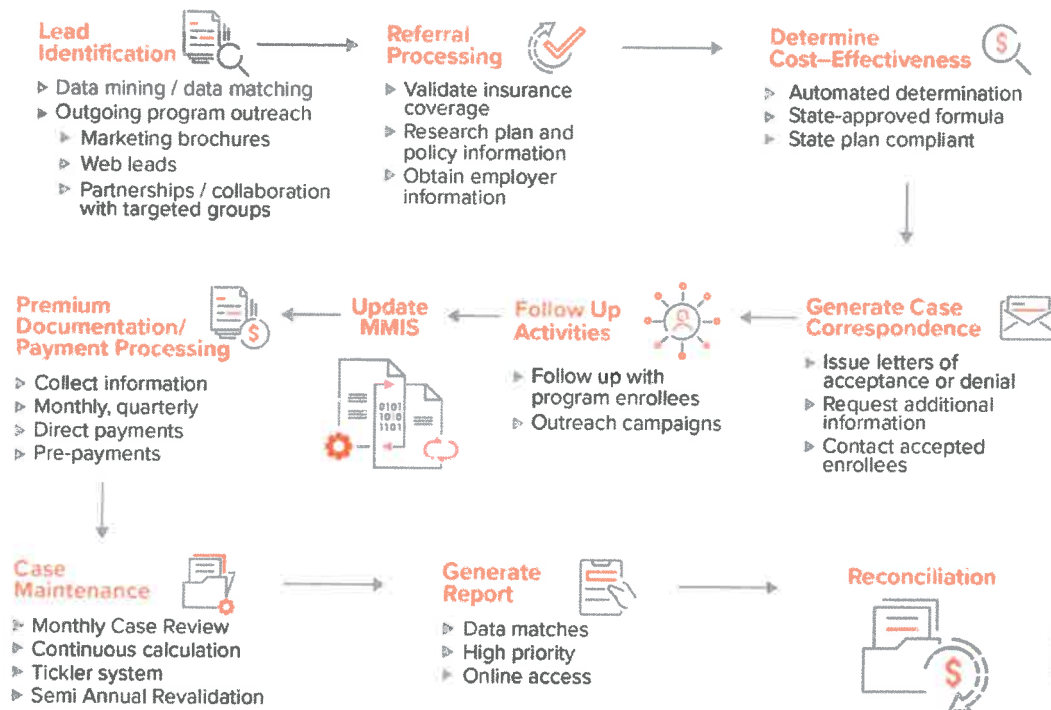 Lead
Identification
Data mining / data matching
Outgoing program outreach
Marketing brochures
Web leads
Partnerships / collaboration
with targeted groups
Referral
Processing
Validate insurance
coverage
Research plan and
policy information
Obtain employer
information
Determine
Cost–Effectiveness
$
Automated determination
State-approved formula
State plan compliant
Premium
Documentation/
Payment Processing
$
Collect information
Monthly, quarterly
Direct payments
Pre-payments
Update
MMIS
0101
1010
1101
Follow Up
Activities
Follow up with
program enrollees
Outreach campaigns
Generate Case
Correspondence
Issue letters of
acceptance or denial
Request additional
information
Contact accepted
enrollees
Case
Maintenance
Monthly Case Review
Continuous calculation
Tickler system
Semi Annual Revalidation
Generate
Report
Data matches
High priority
Online access
Reconciliation
$